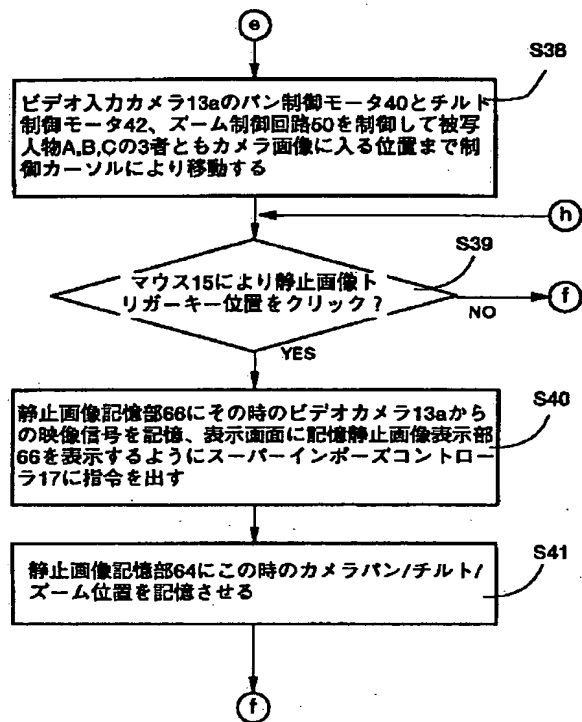 e
S38
ビデオ入力カメラ13aのパン制御モータ40とチルト
制御モータ42、ズーム制御回路50を制御して被写
人物A,B,Cの3者ともカメラ画像に入る位置まで制
御カーソルにより移動する
h
S39
マウス15により静止画像ト
リガーキー位置をクリック？
NO
f
YES
S40
静止画像記憶部66にその時のビデオカメラ13aから
の映像信号を記憶、表示画面に記憶静止画像表示部
66を表示するようにスーパーインポーズコントロー
ラ17に指令を出す
S41
静止画像記憶部64にこの時のカメラパン/チルト/
ズーム位置を記憶させる
f